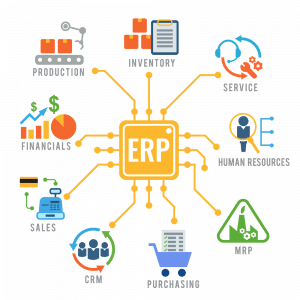 PRODUCTION
INVENTORY
SERVICE
$ $
FINANCIALS
ERP
HUMAN RESOURCES
SALES
MRP
CRM
PURCHASING